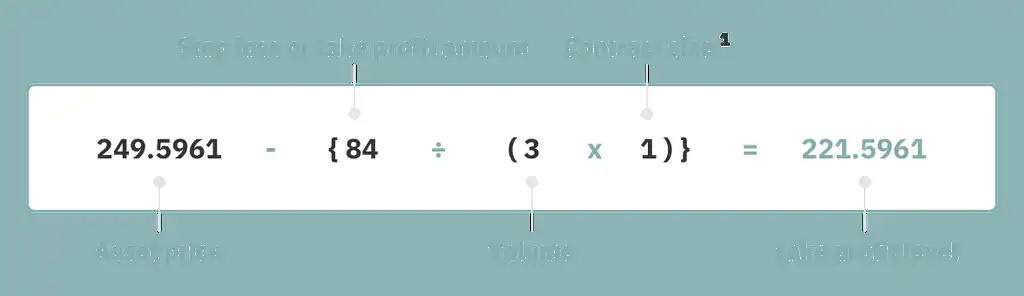 Stop loss or take profit amount Contract size 1
249.5961 - { 84 ÷ ( 3 x 1 ) } = 221.5961
Asset price Volume Take profit level